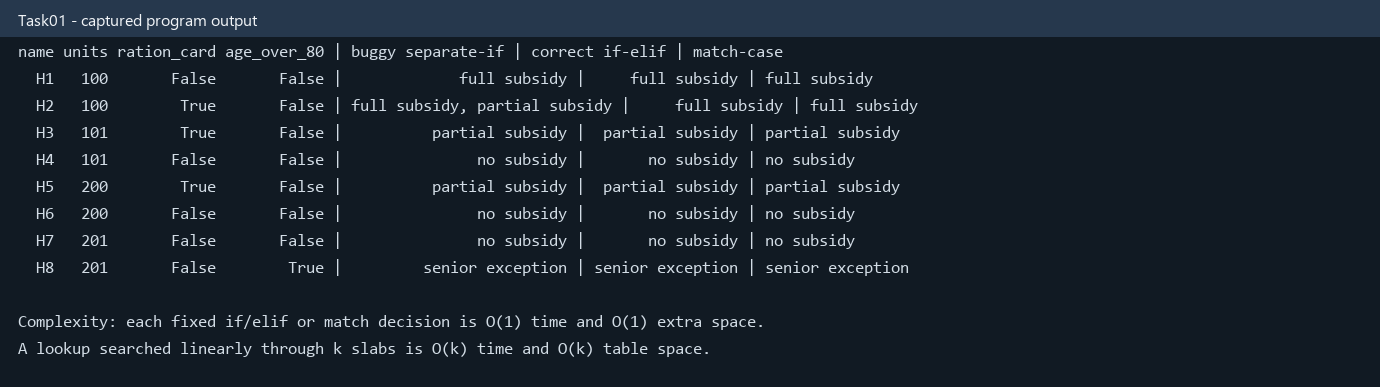 Task01 - captured program output
name units ration_card age_over_80 | buggy separate-if | correct if-elif | match-case
  H1   100       False       False |             full subsidy |     full subsidy | full subsidy
  H2   100        True       False | full subsidy, partial subsidy |     full subsidy | full subsidy
  H3   101        True       False |          partial subsidy |  partial subsidy | partial subsidy
  H4   101       False       False |               no subsidy |       no subsidy | no subsidy
  H5   200        True       False |          partial subsidy |  partial subsidy | partial subsidy
  H6   200       False       False |               no subsidy |       no subsidy | no subsidy
  H7   201       False       False |               no subsidy |       no subsidy | no subsidy
  H8   201       False        True |         senior exception | senior exception | senior exception
Complexity: each fixed if/elif or match decision is O(1) time and O(1) extra space.
A lookup searched linearly through k slabs is O(k) time and O(k) table space.